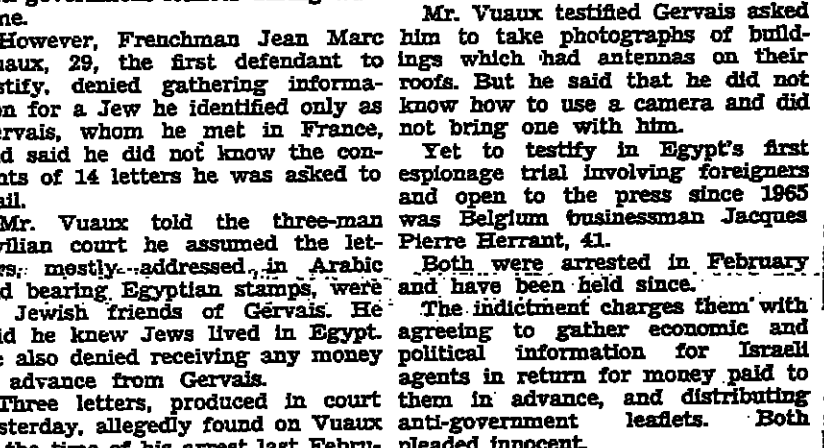 me.
However, Frenchman Jean Marc
uaux, 29, the first defendant to
stify, denied gathering informa-
on for a Jew he identified only as
ervais, whom he met in France,
d said he did not know the con-
nts of 14 letters he was asked to
ail.
Mr. Vuaux told the three-man
vilian court he assumed the let-
rs, mostly addressed in Arabic
d bearing Egyptian stamps, were
Jewish friends of Gervais. He
id he knew Jews lived in Egypt.
e also denied receiving any money
advance from Gervais.
Three letters, produced in court
sterday, allegedly found on Vuaux
the time of his arrest last Febru-
Mr. Vuaux testified Gervais asked
him to take photographs of build-
ings which had antennas on their
roofs. But he said that he did not
know how to use a camera and did
not bring one with him.
Yet to testify in Egypt's first
espionage trial involving foreigners
and open to the press since 1965
was Belgium businessman Jacques
Pierre Herrant, 41.
Both were arrested in February
and have been held since.
The indictment charges them with
agreeing to gather economic and
political information for Israeli
agents in return for money paid to
them in advance, and distributing
anti-government leaflets. Both
pleaded innocent.